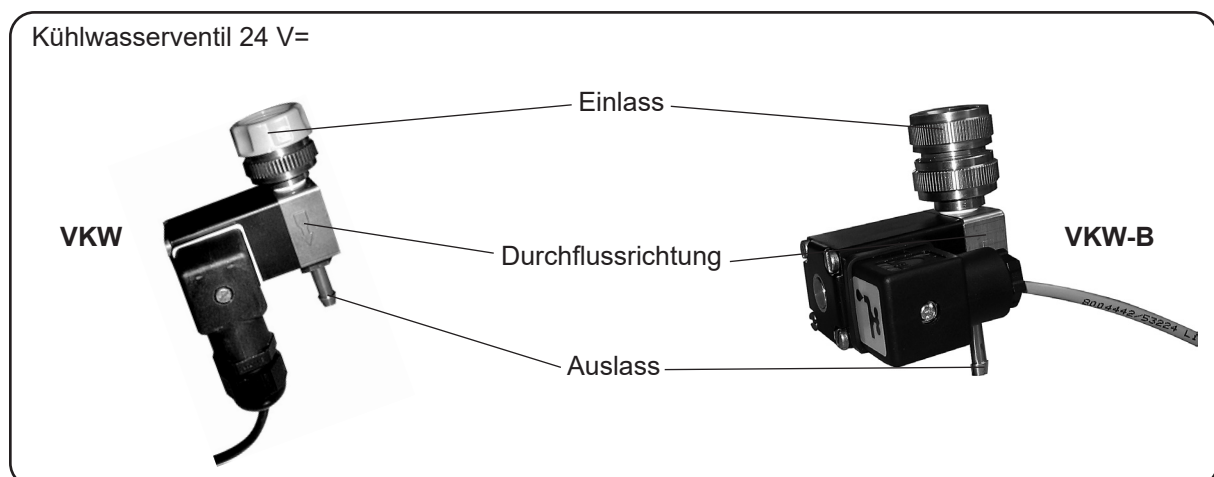 Kühlwasserventil 24 V=
Einlass
VKW
VKW-B
Durchflussrichtung
Auslass